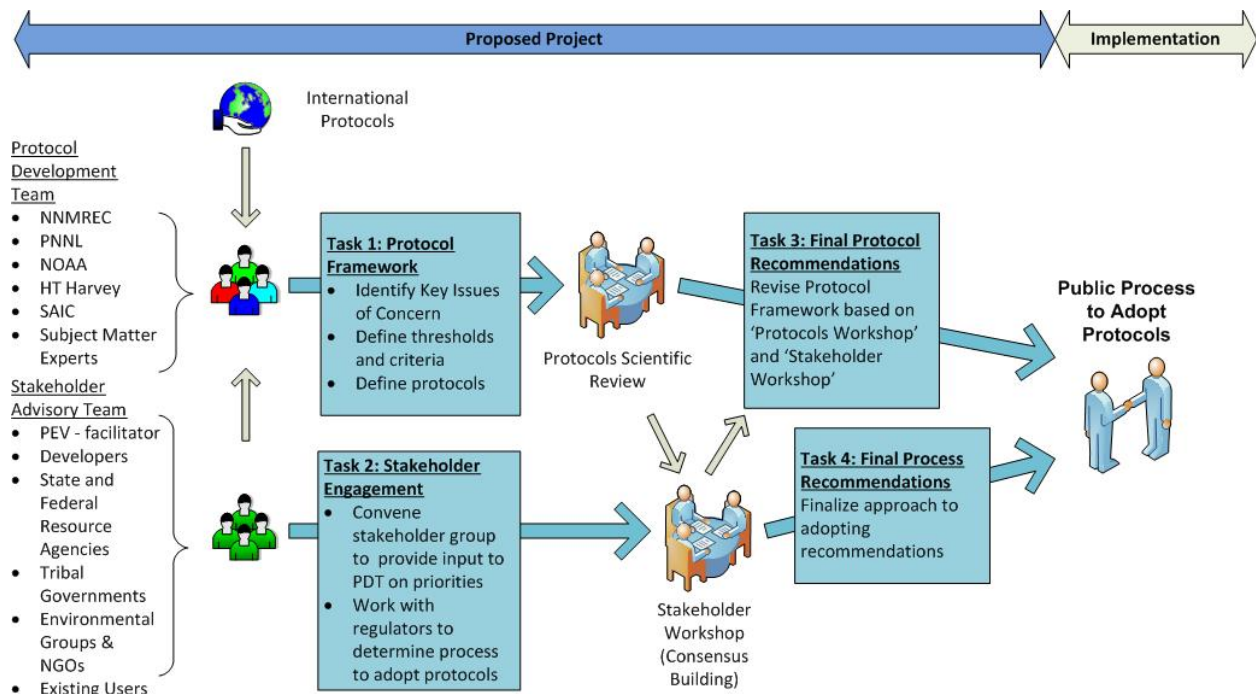 Proposed Project
Implementation
International
Protocols
Protocol
Development
Team
• NNMREC
• PNNL
• NOAA
• HT Harvey
• SAIC
• Subject Matter
Experts
Stakeholder
Advisory Team
• PEV - facilitator
• Developers
• State and
Federal
Resource
Agencies
• Tribal
Governments
• Environmental
Groups &
NGOs
• Existing Users
Task 1: Protocol
Framework
• Identify Key Issues
of Concern
• Define thresholds
and criteria
• Define protocols
Task 2: Stakeholder
Engagement
• Convene
stakeholder group
to provide input to
PDT on priorities
• Work with
regulators to
determine process
to adopt protocols
Protocols Scientific
Review
Stakeholder
Workshop
(Consensus
Building)
Task 3: Final Protocol
Recommendations
Revise Protocol
Framework based on
‘Protocols Workshop’
and ‘Stakeholder
Workshop’
Task 4: Final Process
Recommendations
Finalize approach to
adopting
recommendations
Public Process
to Adopt
Protocols